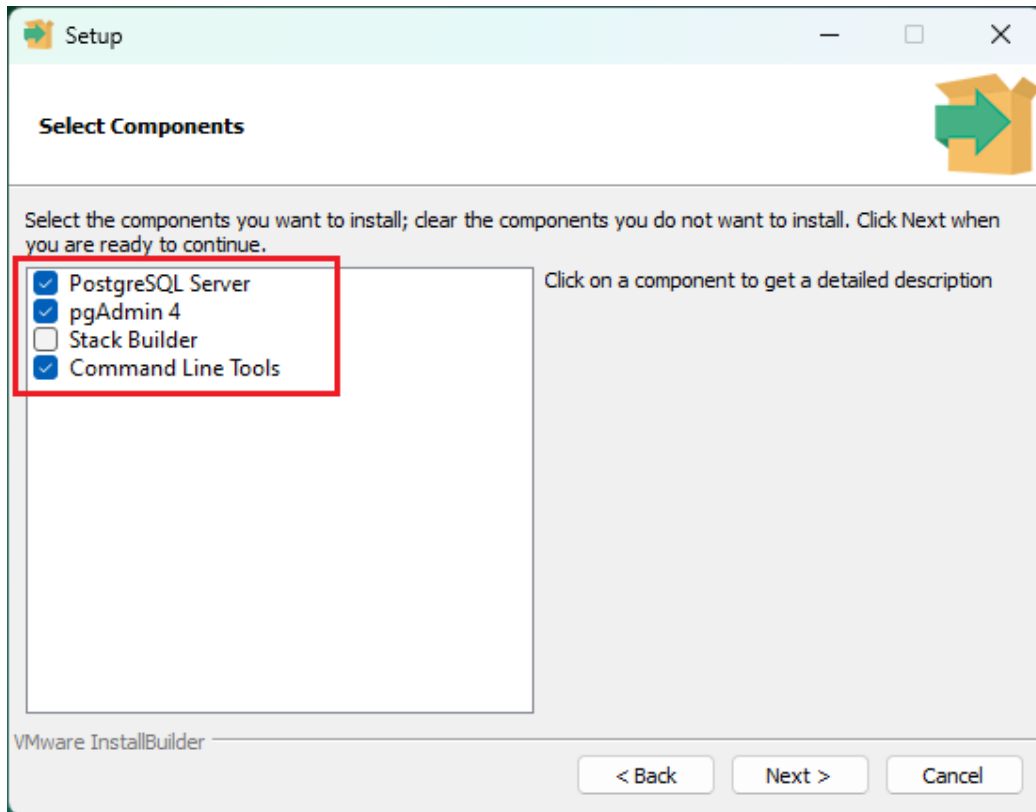 Setup
Select Components
Select the components you want to install; clear the components you do not want to install. Click Next when
you are ready to continue.
PostgreSQL Server
pgAdmin 4
Stack Builder
Command Line Tools
Click on a component to get a detailed description
VMware InstallBuilder
< Back
Next >
Cancel